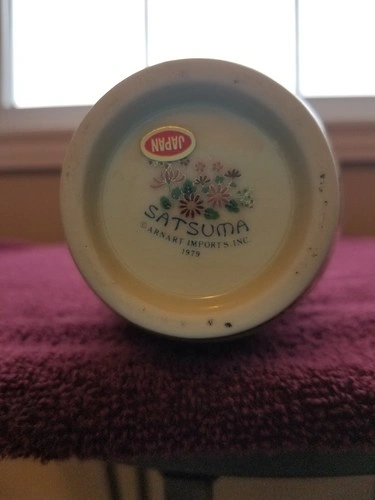 JAPAN
SATSUMA
©ARNART IMPORTS INC.
1979